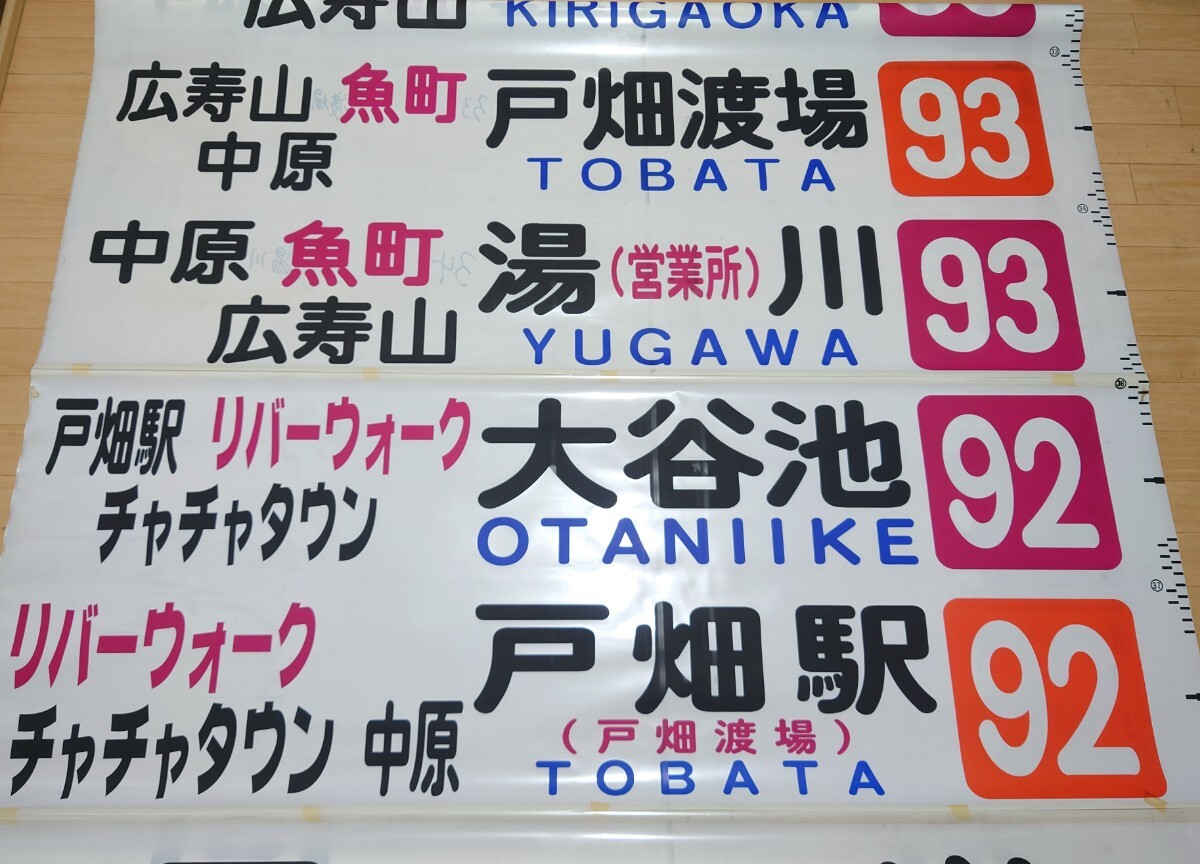 広寿山 KIRIGAOKA
広寿山 魚町 戸畑渡場 93
中原 TOBATA
33
中原 魚町 湯(営業所)川 93
広寿山 YUGAWA
34
戸畑駅 リバーウォーク 大谷池 92
チャチャタウン OTANIIKE
36
リバーウォーク 戸畑駅 92
(戸畑渡場)
チャチャタウン 中原 TOBATA
37